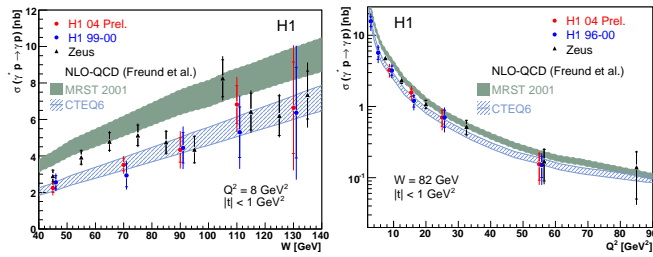 σ (γ* p → γ p) [nb]
12
10
8
6
4
2
0
H1
H1 04 Prel.
H1 99-00
Zeus
NLO-QCD (Freund et al.)
MRST 2001
CTEQ6
Q² = 8 GeV²
|t| < 1 GeV²
40 50 60 70 80 90 100 110 120 130 140
W [GeV]
σ (γ* p → γ p) [nb]
10
1
10⁻¹
H1
H1 04 Prel.
H1 96-00
Zeus
NLO-QCD (Freund et al.)
MRST 2001
CTEQ6
W = 82 GeV
|t| < 1 GeV²
10 20 30 40 50 60 70 80 90
Q² [GeV²]